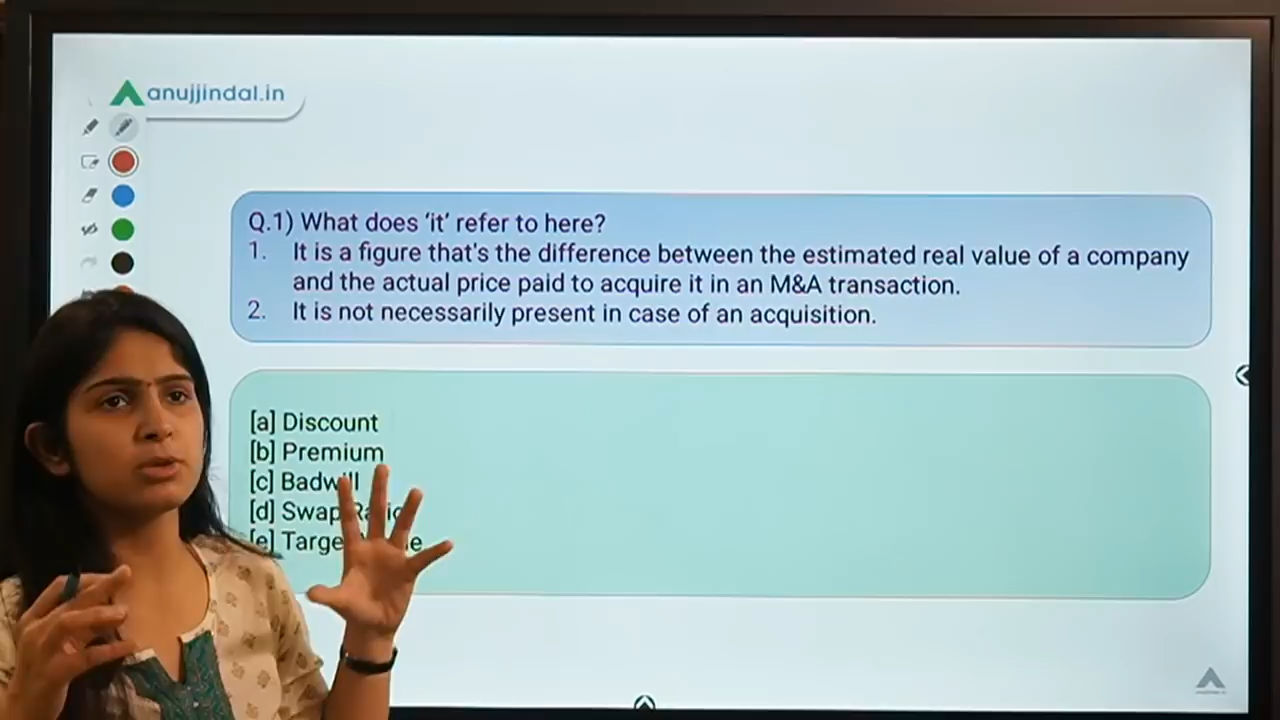 anujjindal.in
Q.1) What does ‘it’ refer to here?
1. It is a figure that's the difference between the estimated real value of a company
and the actual price paid to acquire it in an M&A transaction.
2. It is not necessarily present in case of an acquisition.
[a] Discount
[b] Premium
[c]
[d] Swap
[e]